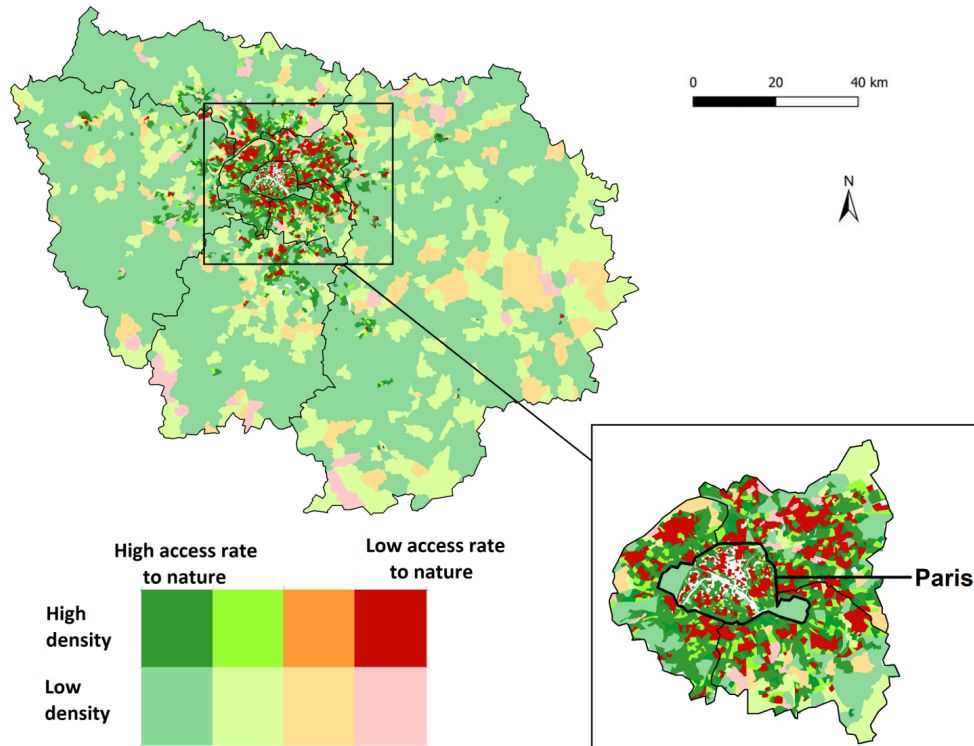 0 20 40 km
N
High access rate
to nature
Low access rate
to nature
High
density
Low
density
Paris